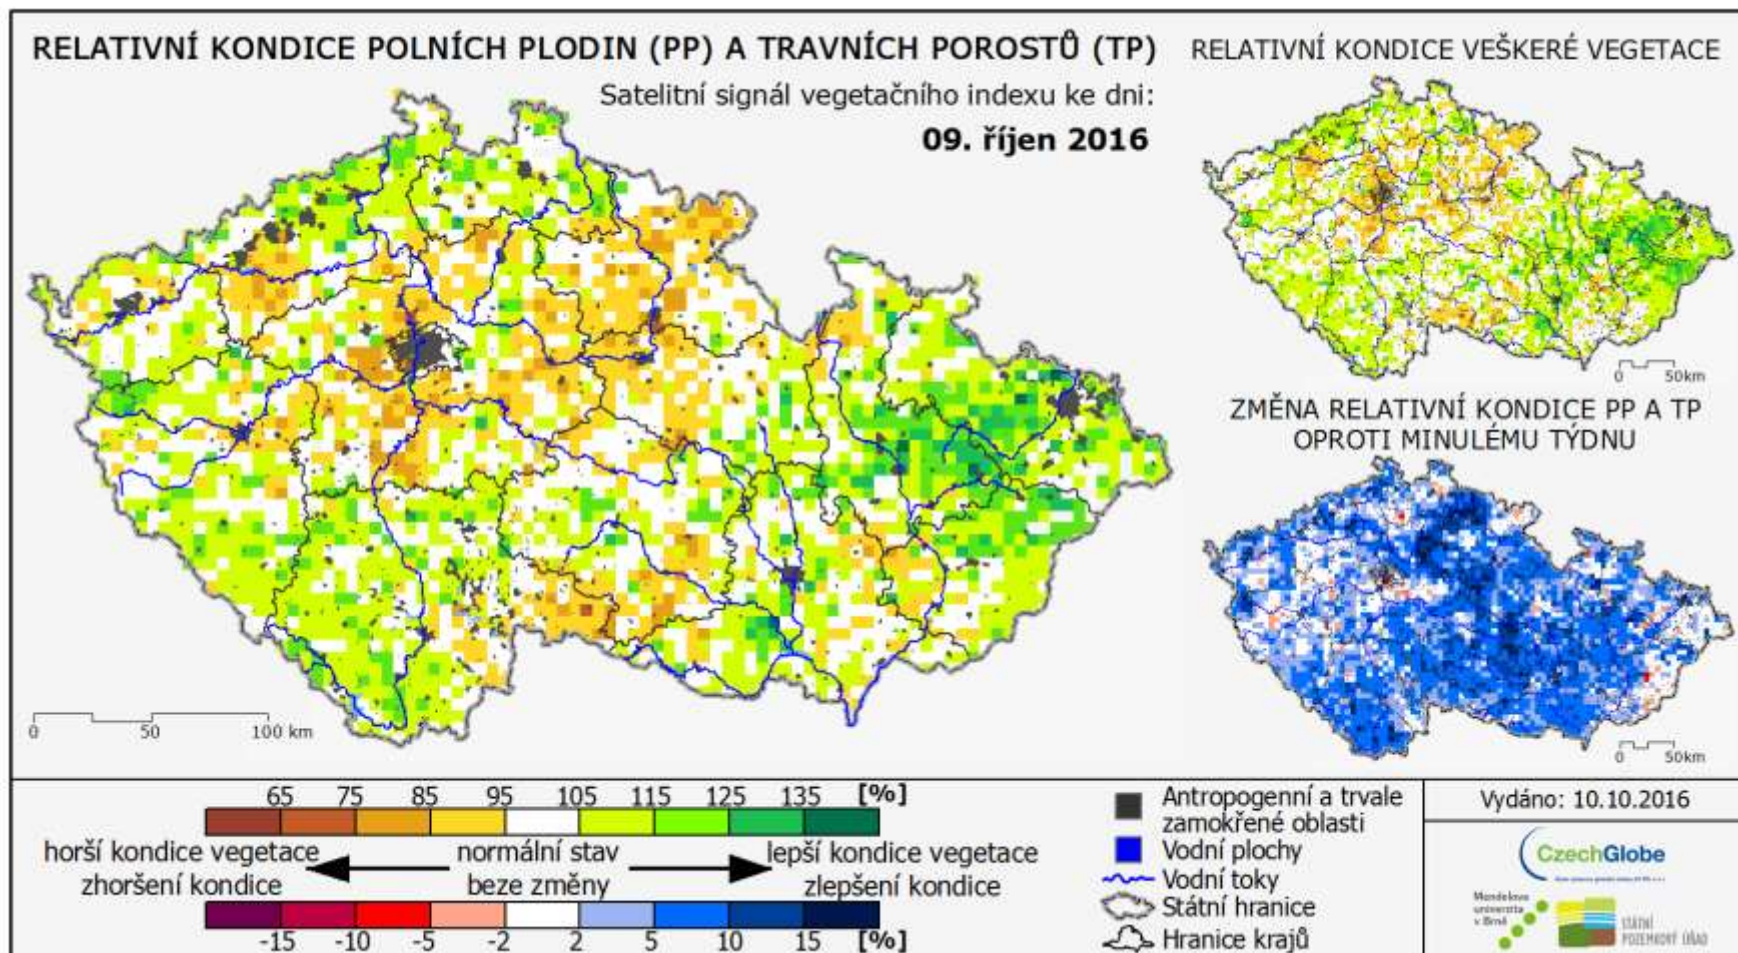 RELATIVNÍ KONDICE POLNÍCH PLODIN (PP) A TRAVNÍCH POROSTŮ (TP)
Satelitní signál vegetačního indexu ke dni:
09. říjen 2016
0 50 100 km
RELATIVNÍ KONDICE VEŠKERÉ VEGETACE
0 50km
ZMĚNA RELATIVNÍ KONDICE PP A TP
OPROTI MINULÉMU TÝDNU
0 50km
65 75 85 95 105 115 125 135 [%]
horší kondice vegetace normální stav lepší kondice vegetace
zhoršení kondice beze změny zlepšení kondice
-15 -10 -5 -2 2 5 10 15 [%]
Antropogenní a trvale
zamokřené oblasti
Vodní plochy
Vodní toky
Státní hranice
Hranice krajů
Vydáno: 10.10.2016
CzechGlobe
Mendelova
univerzita
v Brně
STÁTNÍ
POZEMKOVÝ ÚŘAD